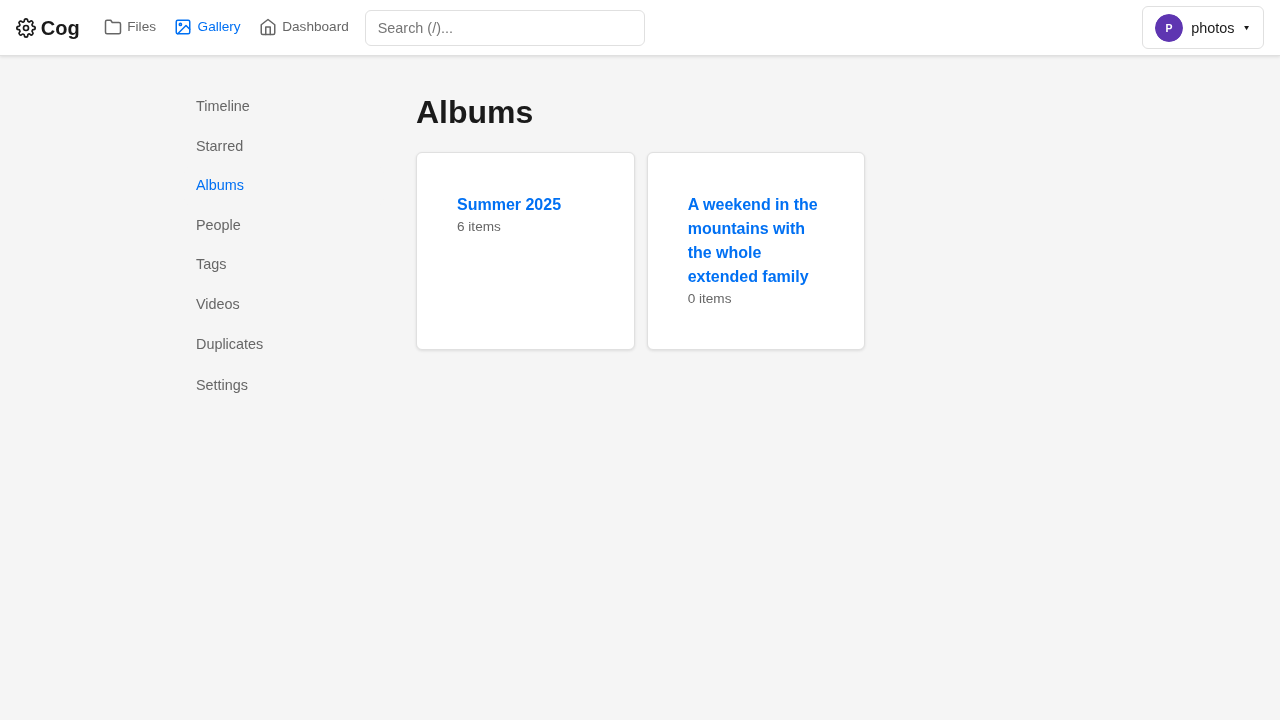 Cog
Files
Gallery
Dashboard
Search (/)...
P
photos
Timeline
Starred
Albums
People
Tags
Videos
Duplicates
Settings
Albums
Summer 2025
6 items
A weekend in the
mountains with
the whole
extended family
0 items